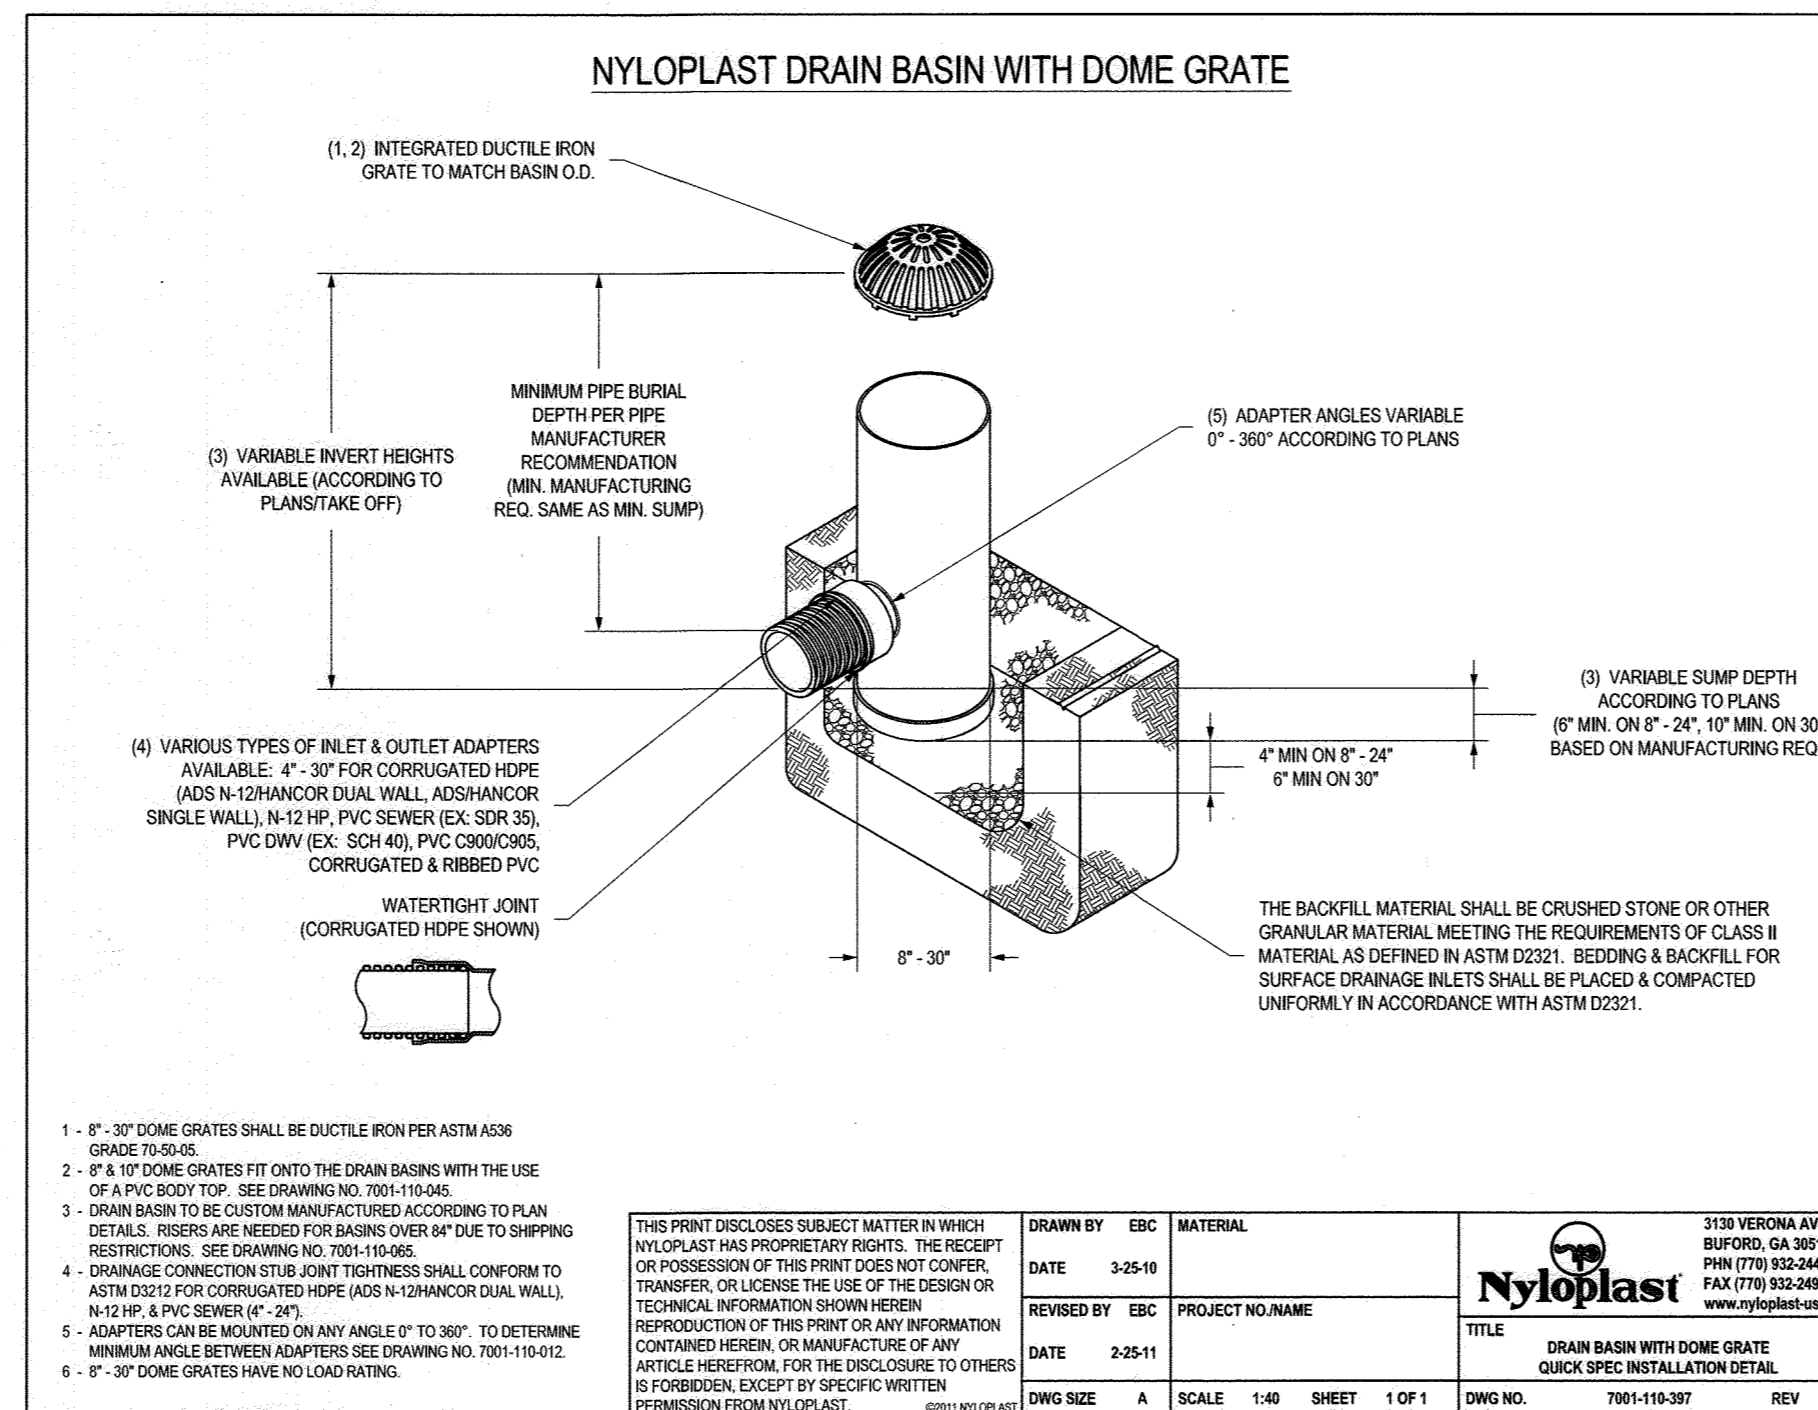 NYLOPLAST DRAIN BASIN WITH DOME GRATE
(1, 2) INTEGRATED DUCTILE IRON
GRATE TO MATCH BASIN O.D.
MINIMUM PIPE BURIAL
DEPTH PER PIPE
MANUFACTURER
RECOMMENDATION
(MIN. MANUFACTURING
REQ. SAME AS MIN. SUMP)
(3) VARIABLE INVERT HEIGHTS
AVAILABLE (ACCORDING TO
PLANS/TAKE OFF)
(5) ADAPTER ANGLES VARIABLE
0° - 360° ACCORDING TO PLANS
(3) VARIABLE SUMP DEPTH
ACCORDING TO PLANS
(6" MIN. ON 8" - 24", 10" MIN. ON 30
BASED ON MANUFACTURING REQ
4" MIN ON 8" - 24"
6" MIN ON 30"
(4) VARIOUS TYPES OF INLET & OUTLET ADAPTERS
AVAILABLE: 4" - 30" FOR CORRUGATED HDPE
(ADS N-12/HANCOR DUAL WALL, ADS/HANCOR
SINGLE WALL), N-12 HP, PVC SEWER (EX: SDR 35),
PVC DWV (EX: SCH 40), PVC C900/C905,
CORRUGATED & RIBBED PVC
WATERTIGHT JOINT
(CORRUGATED HDPE SHOWN)
8" - 30"
THE BACKFILL MATERIAL SHALL BE CRUSHED STONE OR OTHER
GRANULAR MATERIAL MEETING THE REQUIREMENTS OF CLASS II
MATERIAL AS DEFINED IN ASTM D2321. BEDDING & BACKFILL FOR
SURFACE DRAINAGE INLETS SHALL BE PLACED & COMPACTED
UNIFORMLY IN ACCORDANCE WITH ASTM D2321.
1 - 8" - 30" DOME GRATES SHALL BE DUCTILE IRON PER ASTM A536
GRADE 70-50-05.
2 - 8" & 10" DOME GRATES FIT ONTO THE DRAIN BASINS WITH THE USE
OF A PVC BODY TOP. SEE DRAWING NO. 7001-110-045.
3 - DRAIN BASIN TO BE CUSTOM MANUFACTURED ACCORDING TO PLAN
DETAILS. RISERS ARE NEEDED FOR BASINS OVER 84" DUE TO SHIPPING
RESTRICTIONS. SEE DRAWING NO. 7001-110-065.
4 - DRAINAGE CONNECTION STUB JOINT TIGHTNESS SHALL CONFORM TO
ASTM D3212 FOR CORRUGATED HDPE (ADS N-12/HANCOR DUAL WALL),
N-12 HP, & PVC SEWER (4" - 24").
5 - ADAPTERS CAN BE MOUNTED ON ANY ANGLE 0° TO 360°. TO DETERMINE
MINIMUM ANGLE BETWEEN ADAPTERS SEE DRAWING NO. 7001-110-012.
6 - 8" - 30" DOME GRATES HAVE NO LOAD RATING.
THIS PRINT DISCLOSES SUBJECT MATTER IN WHICH
NYLOPLAST HAS PROPRIETARY RIGHTS. THE RECEIPT
OR POSSESSION OF THIS PRINT DOES NOT CONFER,
TRANSFER, OR LICENSE THE USE OF THE DESIGN OR
TECHNICAL INFORMATION SHOWN HEREIN
REPRODUCTION OF THIS PRINT OR ANY INFORMATION
CONTAINED HEREIN, OR MANUFACTURE OF ANY
ARTICLE HEREFROM, FOR THE DISCLOSURE TO OTHERS
IS FORBIDDEN, EXCEPT BY SPECIFIC WRITTEN
PERMISSION FROM NYLOPLAST.
©2011 NYLOPLAST
DRAWN BY EBC
DATE 3-25-10
REVISED BY EBC
DATE 2-25-11
DWG SIZE A
MATERIAL
PROJECT NO./NAME
SCALE 1:40 SHEET 1 OF 1
Nyloplast
3130 VERONA AV
BUFORD, GA 305
PHN (770) 932-244
FAX (770) 932-249
www.nyloplast-us
TITLE
DRAIN BASIN WITH DOME GRATE
QUICK SPEC INSTALLATION DETAIL
DWG NO. 7001-110-397 REV